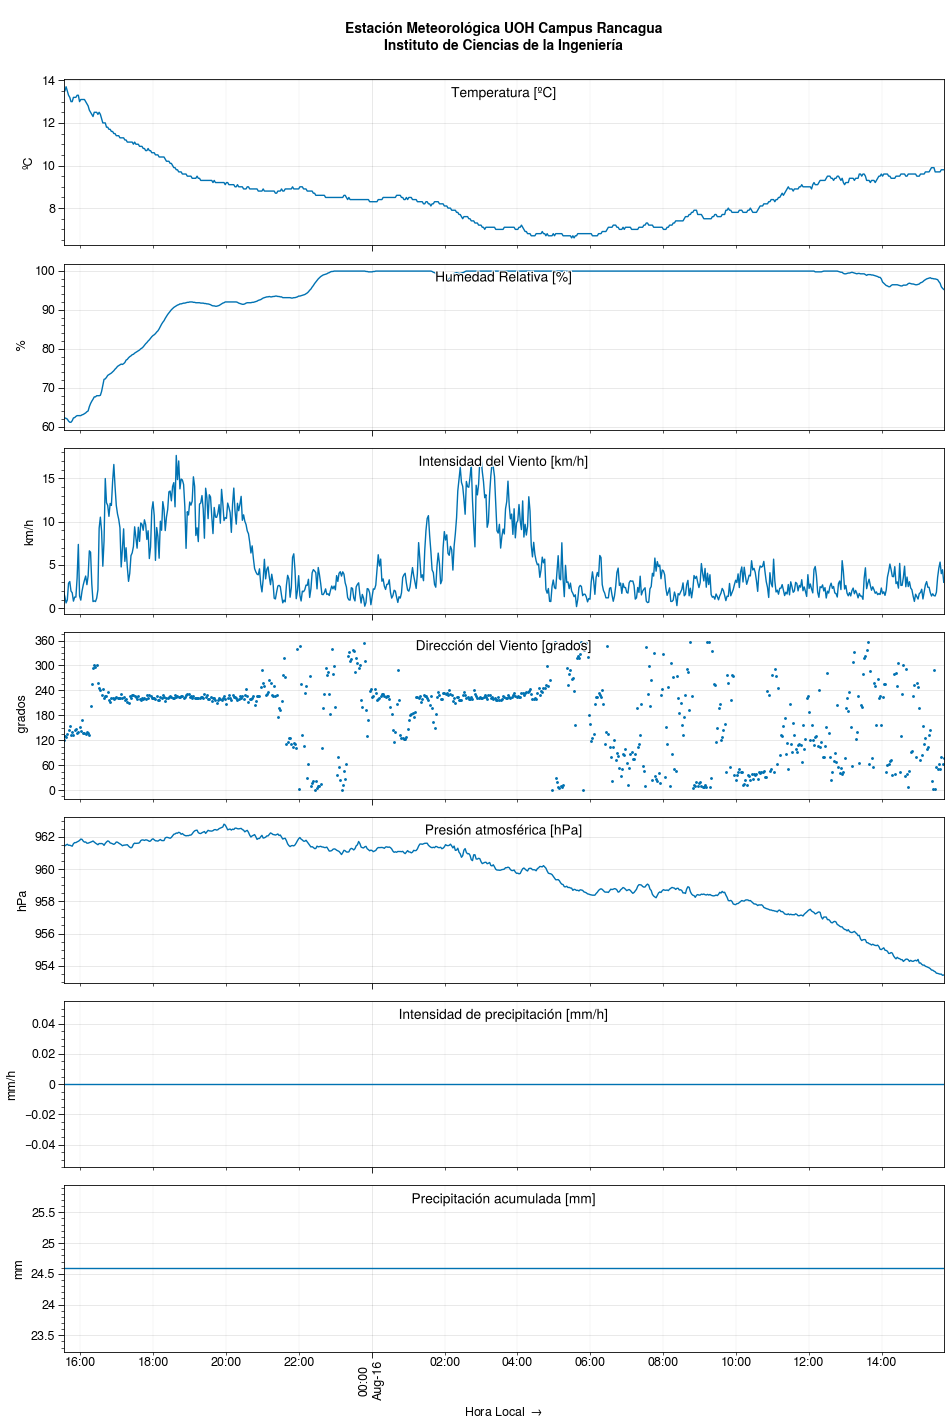 Estación Meteorológica UOH Campus Rancagua
Instituto de Ciencias de la Ingeniería
Temperatura [ºC]
14
12
10
8
ºC
Humedad Relativa [%]
100
90
80
70
60
%
Intensidad del Viento [km/h]
15
10
5
0
km/h
Dirección del Viento [grados]
360
300
240
180
120
60
0
grados
Presión atmosférica [hPa]
962
960
958
956
954
hPa
Intensidad de precipitación [mm/h]
0.04
0.02
0
−0.02
−0.04
mm/h
Precipitación acumulada [mm]
25.5
25
24.5
24
23.5
mm
16:00 18:00 20:00 22:00 00:00 02:00 04:00 06:00 08:00 10:00 12:00 14:00
Aug-16
Hora Local →